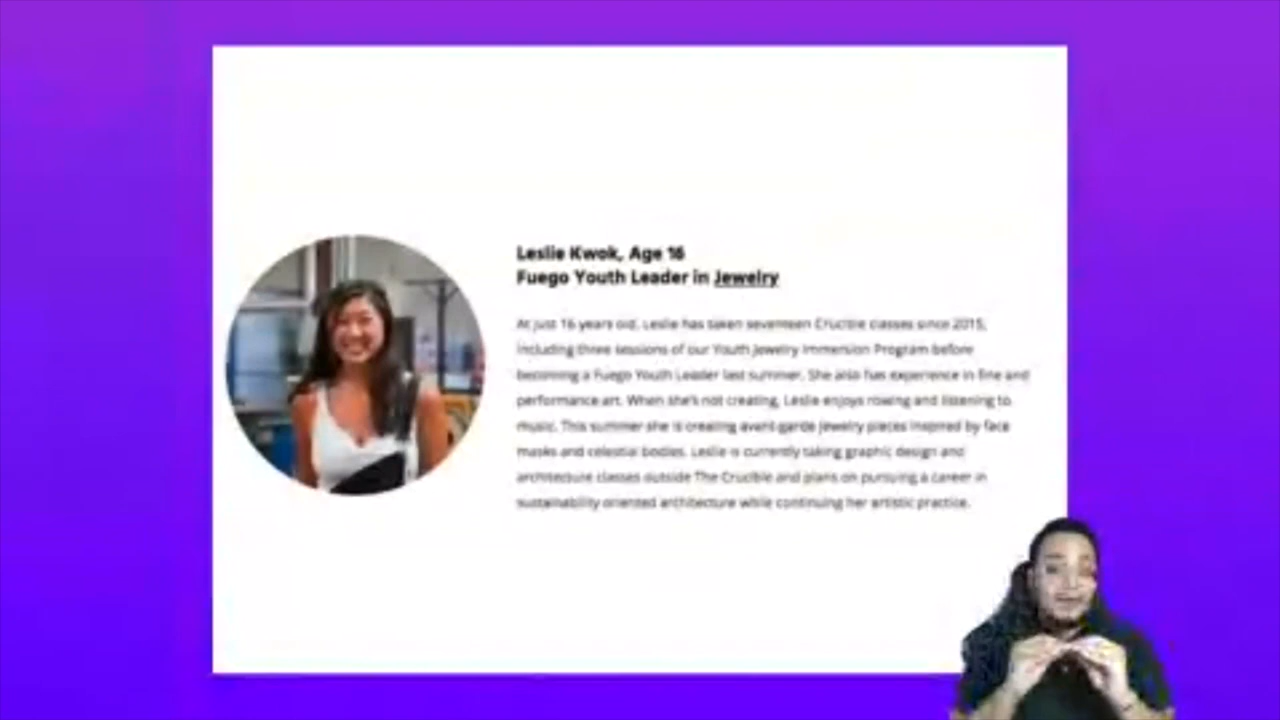 Leslie Kwok, Age 16
Fuego Youth Leader in Jewelry
At just 16 years old, Leslie has taken seventeen Crucible classes since 2015,
including three sessions of our Youth Jewelry Immersion Program before
becoming a Fuego Youth Leader last summer. She also has experience in fine and
performance art. When she's not creating, Leslie enjoys rowing and listening to
music. This summer she is creating avant-garde jewelry pieces inspired by face
masks and celestial bodies. Leslie is currently taking graphic design and
architecture classes outside The Crucible and plans on pursuing a career in
sustainability oriented architecture while continuing her artistic practice.